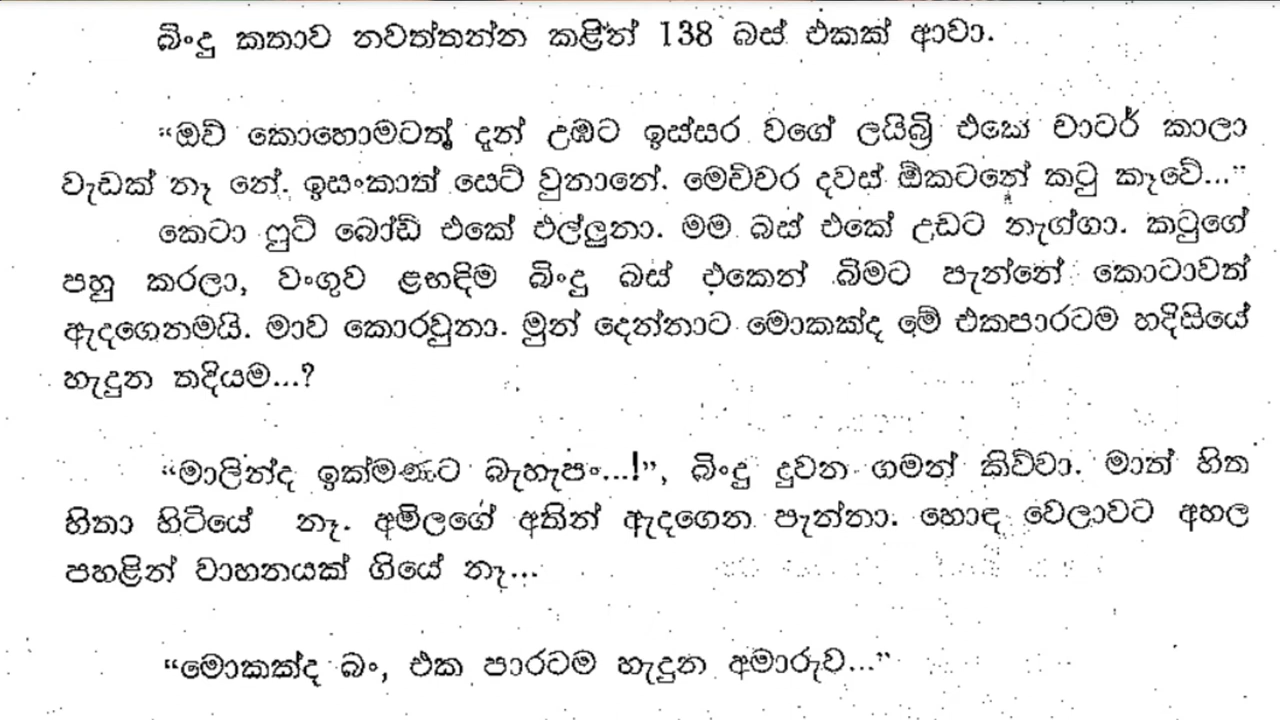 බිංදු කතාව නවත්තන්න කළින් 138 බස් එකක් ආවා.
“ඔව් කොහොමටත් දැන් උඹට ඉස්සර වගේ ලයිබ්‍රි එකේ චාටර් කාලා
වැඩක් නෑ නේ. ඉසංකාත් සෙට් වුනානේ. මෙච්චර දවස් ඕකටනේ කටු කෑවේ...”
කෙටා ෆුට් බෝඩ් එකේ එල්ලුනා. මම බස් එකේ උඩට නැග්ගා. කටුගේ
පහු කරලා, වංගුව ළඟදිම බිංදු බස් එකෙන් බිමට පැන්නේ කොටාවත්
ඇදගෙනමයි. මාව කොරවුනා. මුන් දෙන්නාට මොකක්ද මේ එකපාරටම හදිසියේ
හැදුන තදියම...?
“මාලින්ද ඉක්මණට බැහැපං...!”, බිංදු දුවන ගමන් කිව්වා. මාත් හිත
හිතා හිටියේ නෑ. අමිලගේ අතින් ඇදගෙන පැන්නා. හොඳ වෙලාවට අහල
පහළින් වාහනයක් ගියේ නෑ...
“මොකක්ද බං, එක පාරටම හැදුන අමාරුව...”